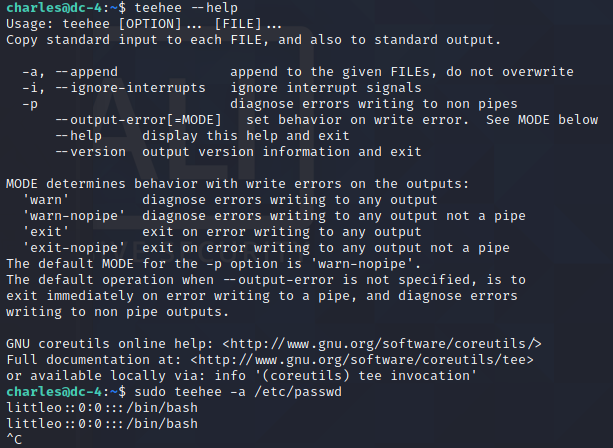 charles@dc-4:~$ teehee --help
Usage: teehee [OPTION]... [FILE]...
Copy standard input to each FILE, and also to standard output.

  -a, --append              append to the given FILEs, do not overwrite
  -i, --ignore-interrupts   ignore interrupt signals
  -p                        diagnose errors writing to non pipes
      --output-error[=MODE]   set behavior on write error.  See MODE below
      --help     display this help and exit
      --version  output version information and exit

MODE determines behavior with write errors on the outputs:
  'warn'         diagnose errors writing to any output
  'warn-nopipe'  diagnose errors writing to any output not a pipe
  'exit'         exit on error writing to any output
  'exit-nopipe'  exit on error writing to any output not a pipe
The default MODE for the -p option is 'warn-nopipe'.
The default operation when --output-error is not specified, is to
exit immediately on error writing to a pipe, and diagnose errors
writing to non pipe outputs.

GNU coreutils online help: <http://www.gnu.org/software/coreutils/>
Full documentation at: <http://www.gnu.org/software/coreutils/tee>
or available locally via: info '(coreutils) tee invocation'
charles@dc-4:~$ sudo teehee -a /etc/passwd
littleo::0:0:::/bin/bash
littleo::0:0:::/bin/bash
^C